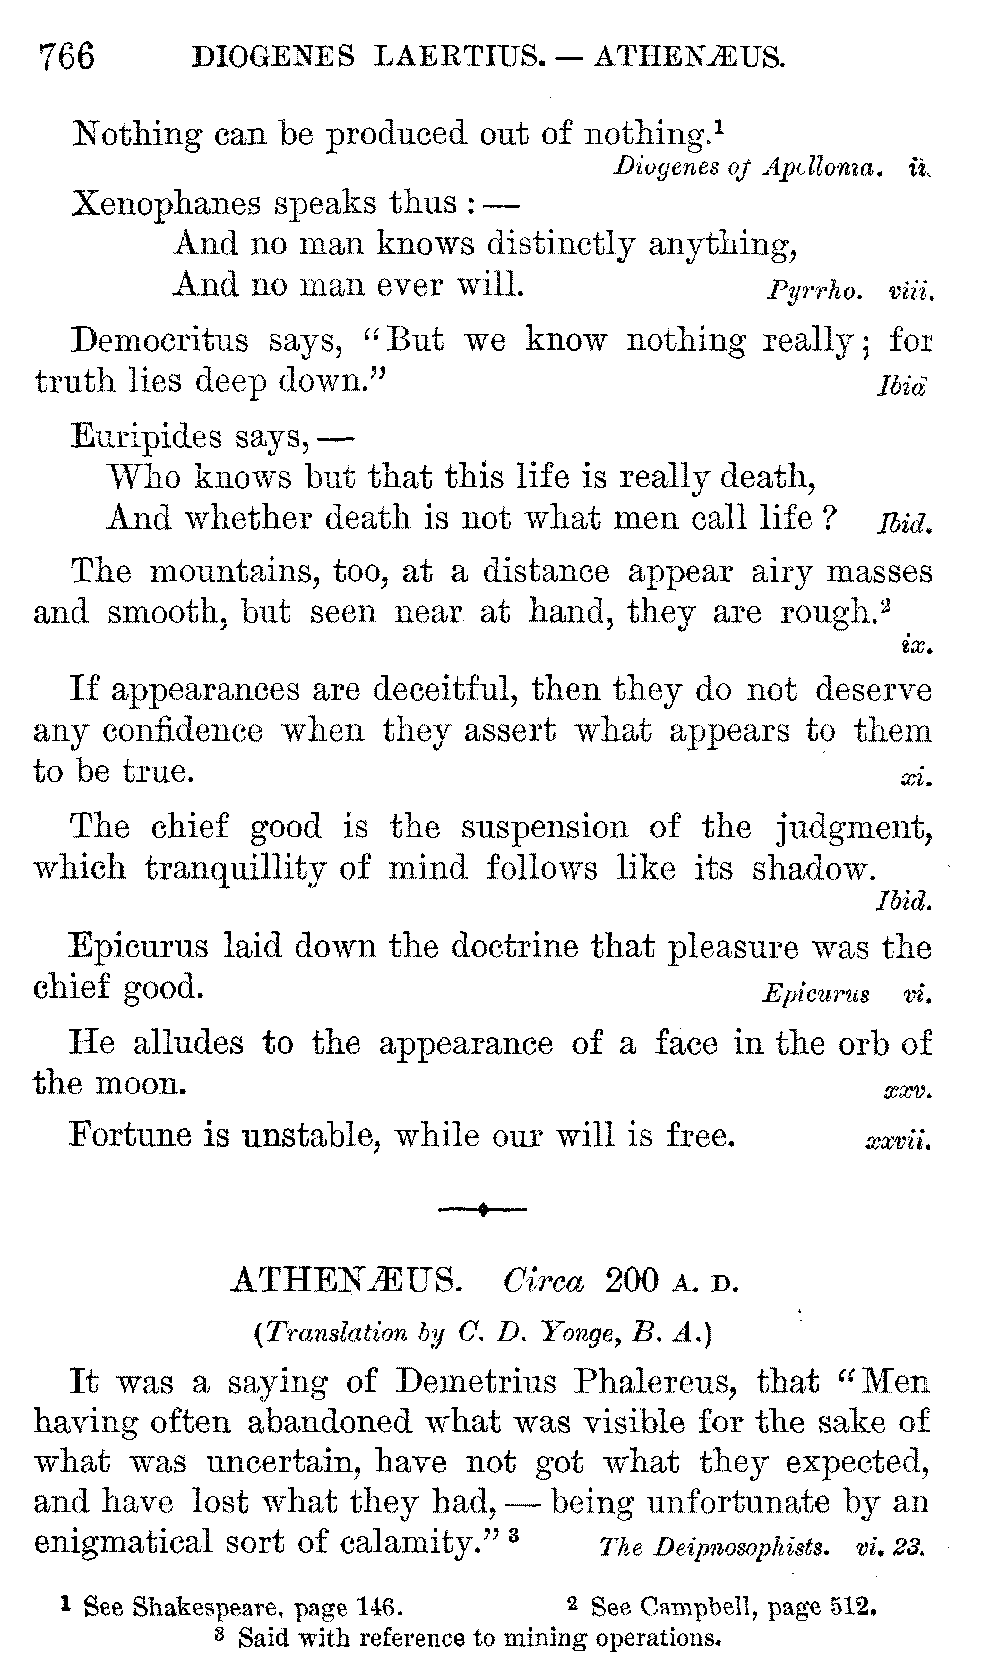 766 DIOGENES LAERTIUS. — ATHENÆUS.
Nothing can be produced out of nothing.¹
Diogenes of Apollonia. ii.
Xenophanes speaks thus : —
And no man knows distinctly anything,
And no man ever will. Pyrrho. viii.
Democritus says, “But we know nothing really; for
truth lies deep down.” Ibid
Euripides says, —
Who knows but that this life is really death,
And whether death is not what men call life ? Ibid.
The mountains, too, at a distance appear airy masses
and smooth, but seen near at hand, they are rough.²
ix.
If appearances are deceitful, then they do not deserve
any confidence when they assert what appears to them
to be true. xi.
The chief good is the suspension of the judgment,
which tranquillity of mind follows like its shadow.
Ibid.
Epicurus laid down the doctrine that pleasure was the
chief good. Epicurus vi.
He alludes to the appearance of a face in the orb of
the moon. xxv.
Fortune is unstable, while our will is free. xxvii.
ATHENÆUS. Circa 200 A. D.
(Translation by C. D. Yonge, B. A.)
It was a saying of Demetrius Phalereus, that “Men
having often abandoned what was visible for the sake of
what was uncertain, have not got what they expected,
and have lost what they had, — being unfortunate by an
enigmatical sort of calamity.” ³ The Deipnosophists. vi. 23.
¹ See Shakespeare, page 146. ² See Campbell, page 512.
³ Said with reference to mining operations.